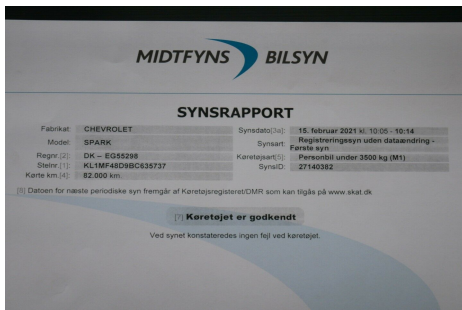 MIDTFYNS BILSYN
SYNSRAPPORT
Fabrikat: CHEVROLET
Model: SPARK
Regnr.[2]: DK – EG55298
Stelnr.[1]: KL1MF48D9BC635737
Kørte km.[4]: 82.000 km.
Synsdato[3a]: 15. februar 2021 kl. 10:05 - 10:14
Synsart: Registreringssyn uden dataændring -
Første syn
Køretøjsart[5]: Personbil under 3500 kg (M1)
SynsID: 27140382
[6] Datoen for næste periodiske syn fremgår af Køretøjsregisteret/DMR som kan tilgås på www.skat.dk
[7] Køretøjet er godkendt
Ved synet konstateredes ingen fejl ved køretøjet.